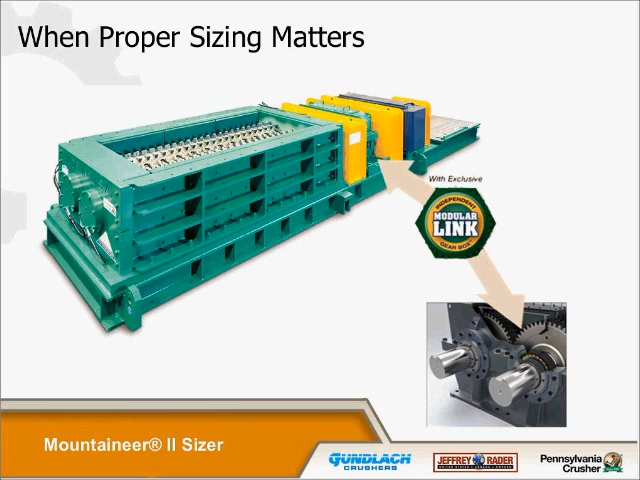 When Proper Sizing Matters
With Exclusive
INDEPENDENT
MODULAR
LINK
GEAR BOX
Mountaineer® II Sizer
GUNDLACH
CRUSHERS
JEFFREY RADER
Pennsylvania
Crusher